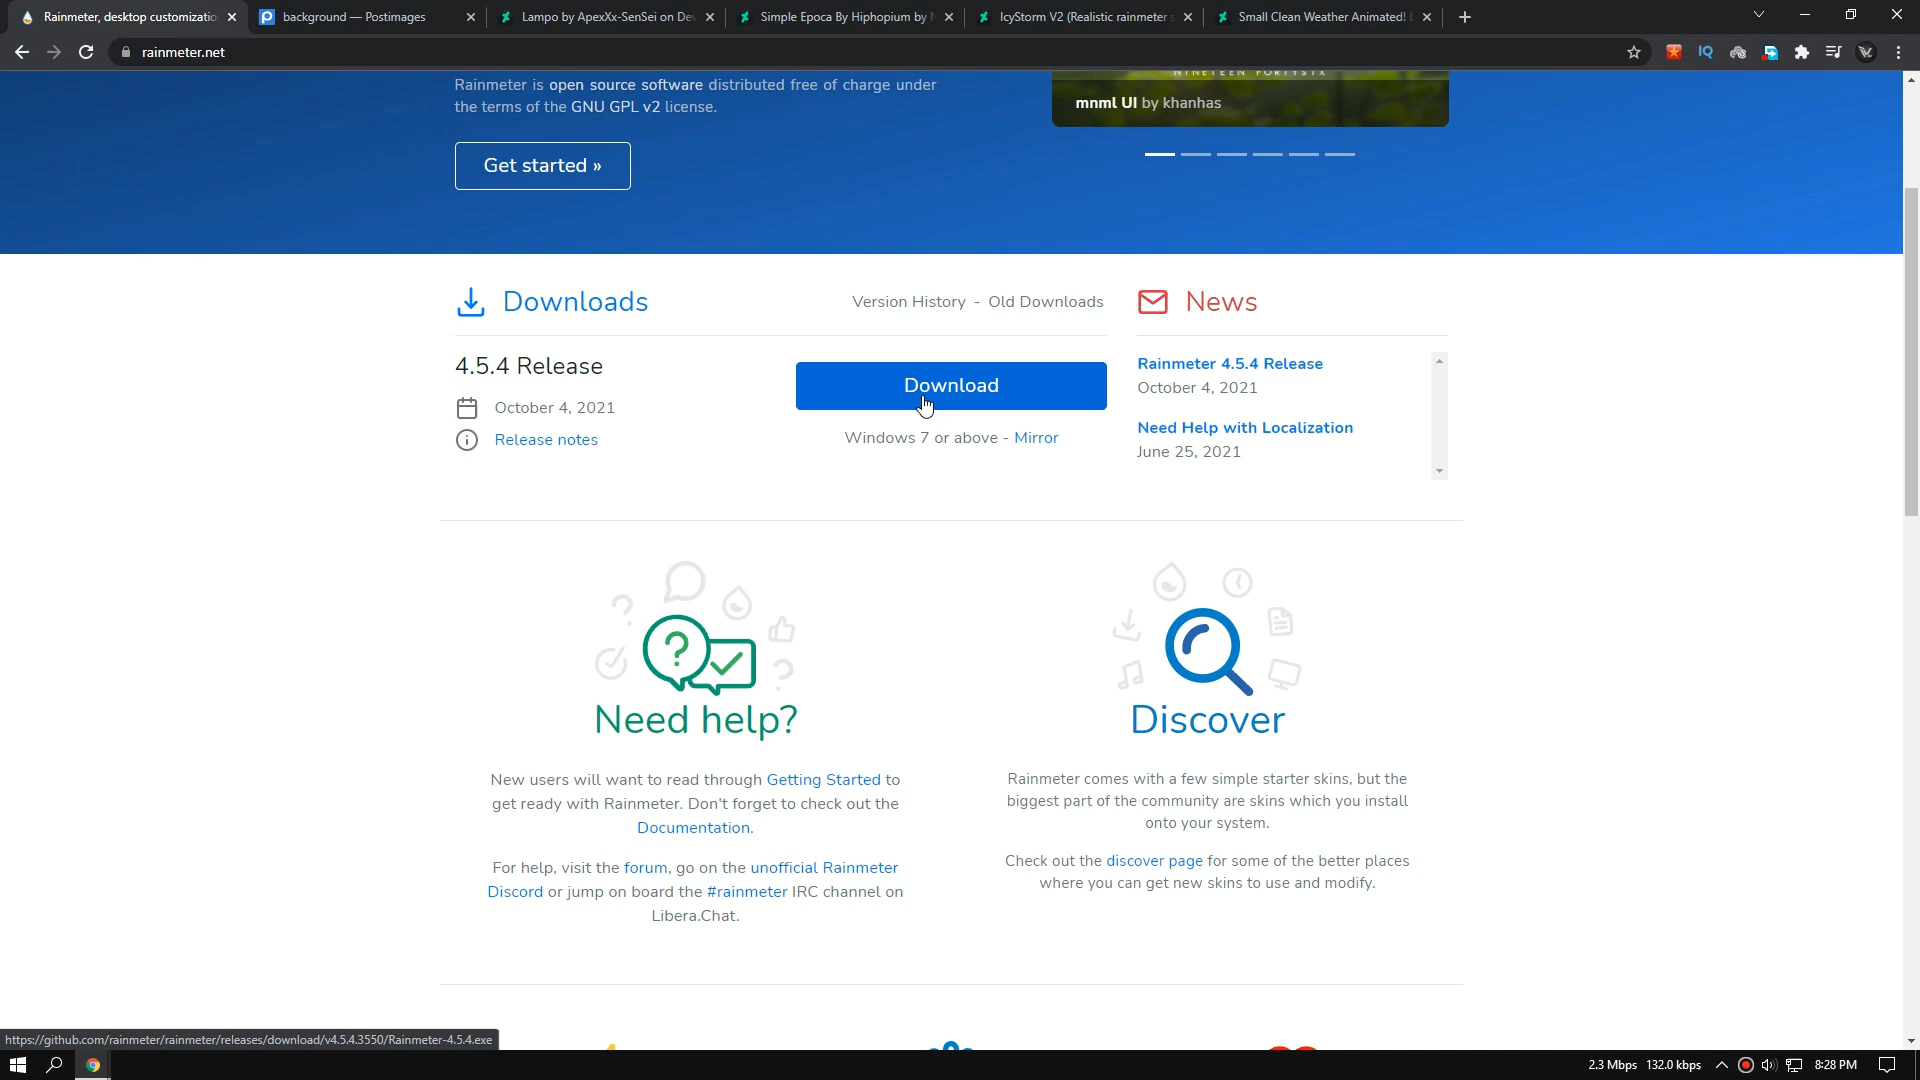 Rainmeter, desktop customizatio
background — Postimages
Lampo by ApexXx-SenSei on De
Simple Epoca By Hiphopium by
IcyStorm V2 (Realistic rainmeter s
Small Clean Weather Animated!
rainmeter.net
Rainmeter is open source software distributed free of charge under
the terms of the GNU GPL v2 license.
NINETEEN FORTYSIX
mnml UI by khanhas
Get started »
Downloads
Version History - Old Downloads
News
4.5.4 Release
October 4, 2021
Release notes
Download
Windows 7 or above - Mirror
Rainmeter 4.5.4 Release
October 4, 2021
Need Help with Localization
June 25, 2021
Need help?
New users will want to read through Getting Started to
get ready with Rainmeter. Don't forget to check out the
Documentation.
For help, visit the forum, go on the unofficial Rainmeter
Discord or jump on board the #rainmeter IRC channel on
Libera.Chat.
Discover
Rainmeter comes with a few simple starter skins, but the
biggest part of the community are skins which you install
onto your system.
Check out the discover page for some of the better places
where you can get new skins to use and modify.
https://github.com/rainmeter/rainmeter/releases/download/v4.5.4.3550/Rainmeter-4.5.4.exe
2.3 Mbps 132.0 kbps
8:28 PM